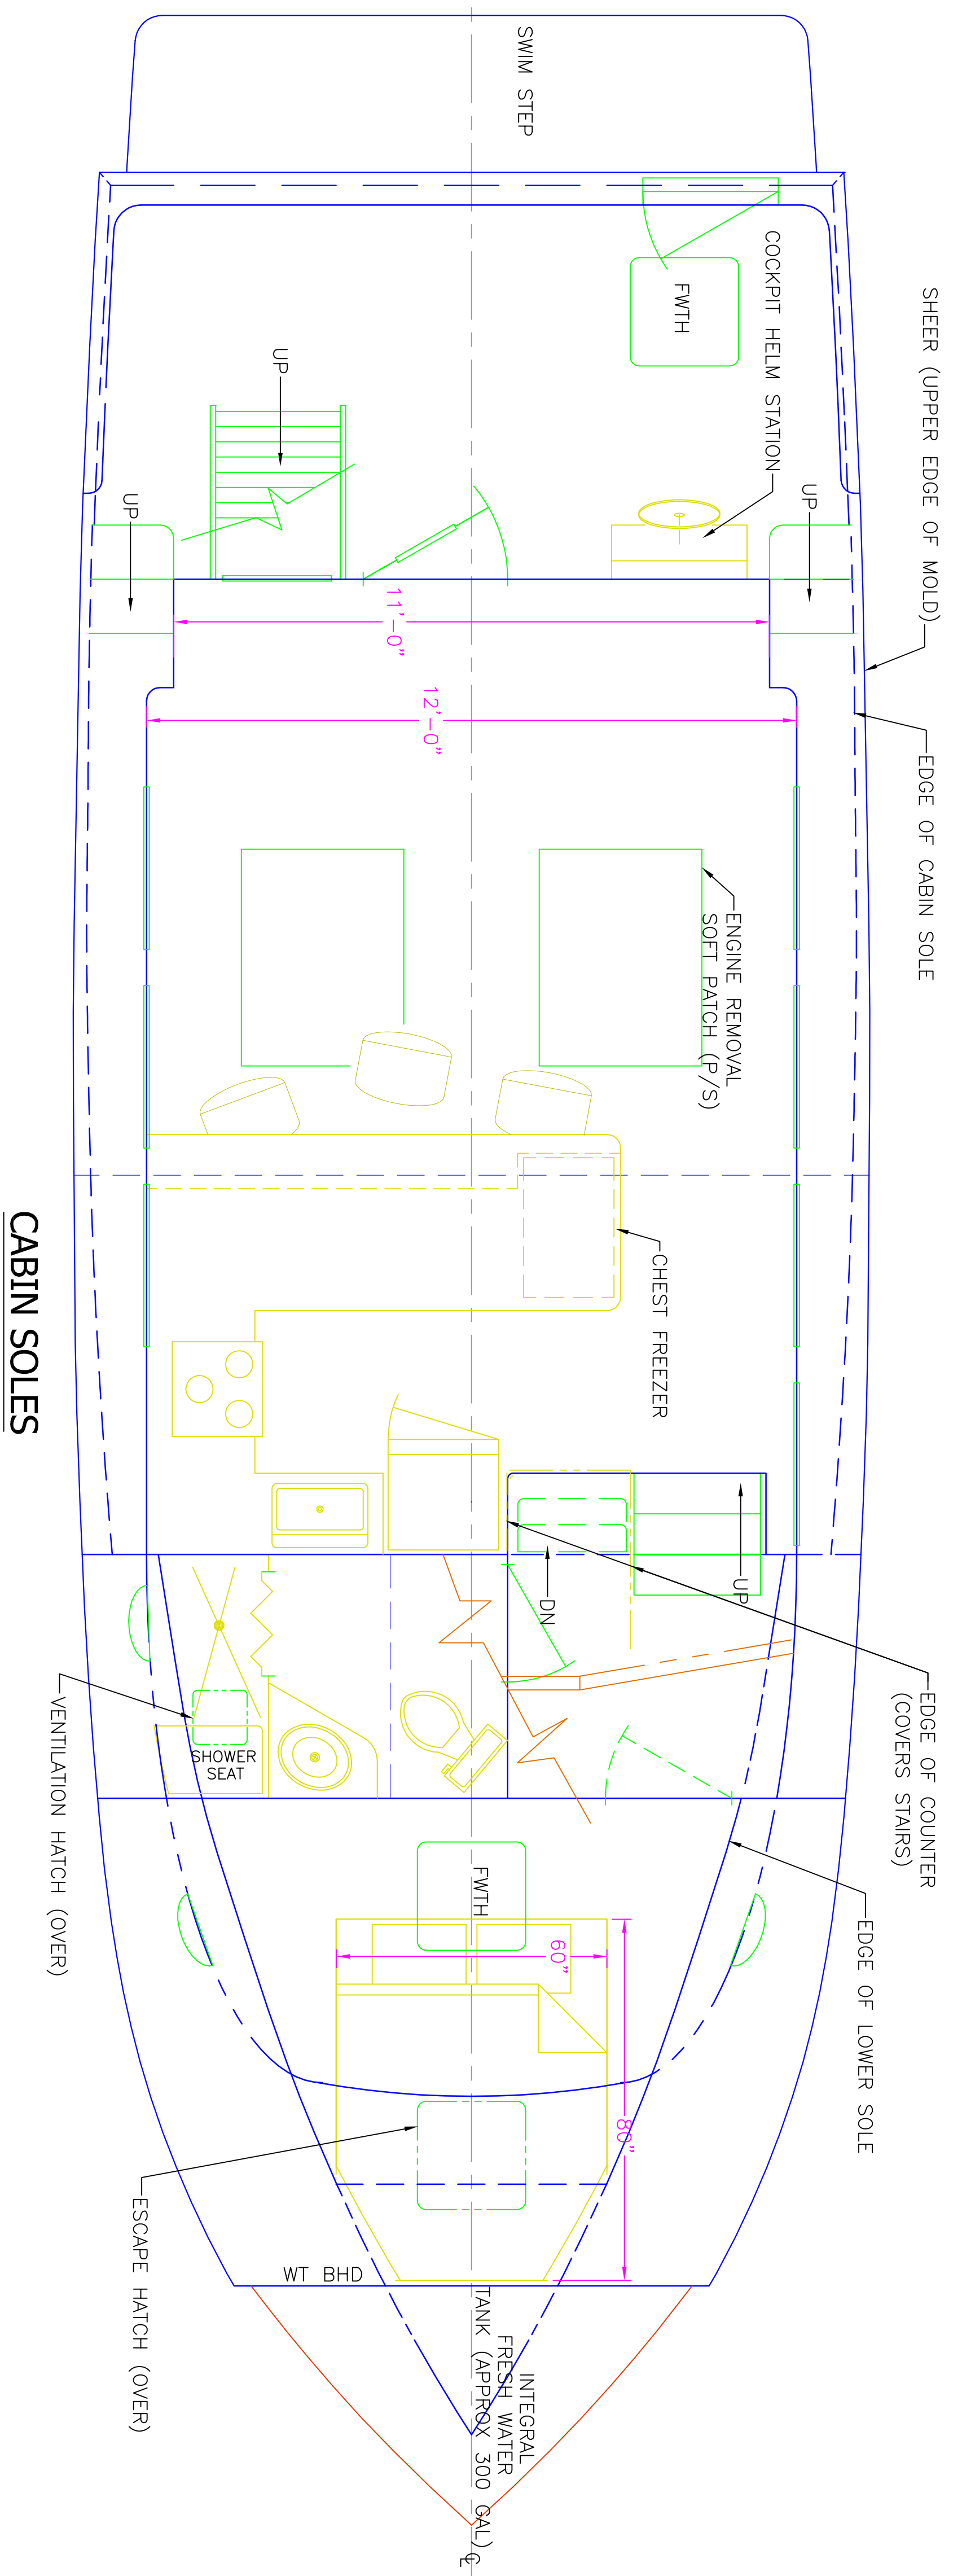 SWIM STEP
FWTH
COCKPIT HELM STATION
SHEER (UPPER EDGE OF MOLD)
EDGE OF CABIN SOLE
UP
UP
UP
11'-0"
12'-0"
ENGINE REMOVAL
SOFT PATCH (P/S)
CHEST FREEZER
UP
DN
EDGE OF COUNTER
(COVERS STAIRS)
EDGE OF LOWER SOLE
SHOWER
SEAT
VENTILATION HATCH (OVER)
FWTH
60"
80"
ESCAPE HATCH (OVER)
WT BHD
INTEGRAL
FRESH WATER
TANK (APPROX 300 GAL)
℄
CABIN SOLES